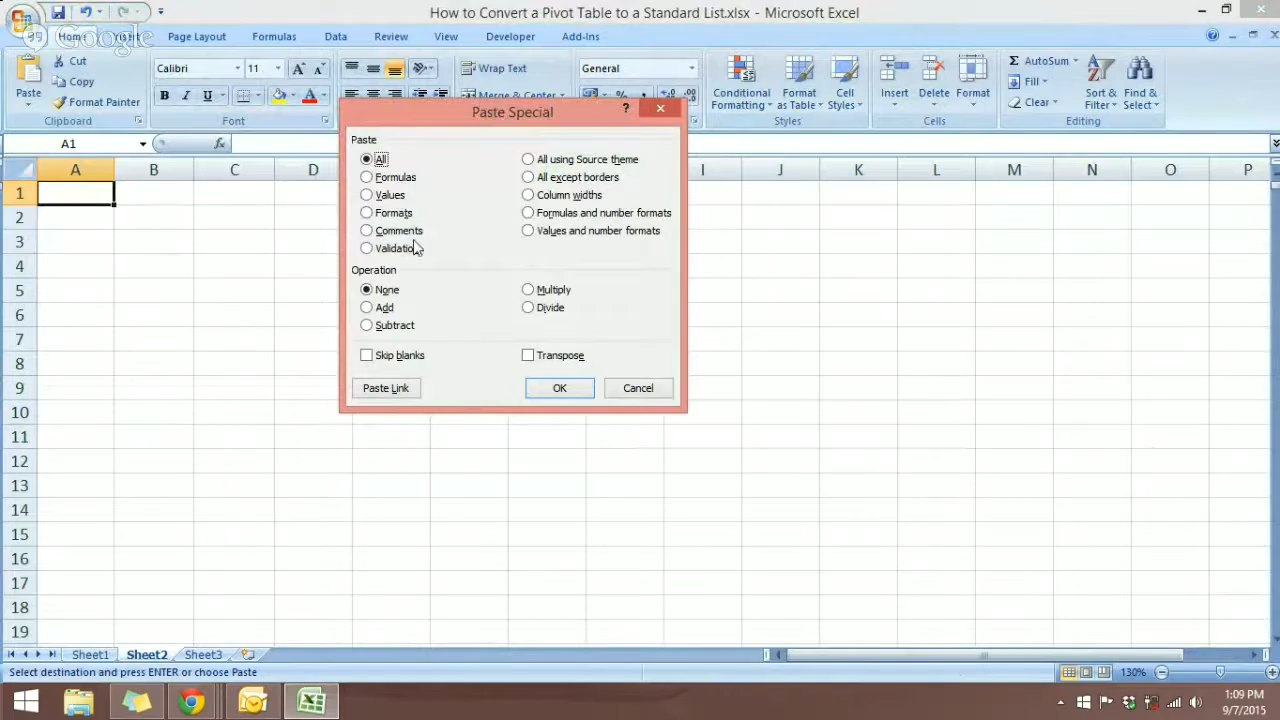 How to Convert a Pivot Table to a Standard List.xlsx - Microsoft Excel
Google
Home Insert Page Layout Formulas Data Review View Developer Add-Ins
Cut
Copy
Format Painter
Paste
Clipboard
Calibri 11
B I U
Font
Wrap Text
Merge & Center
General
%
Conditional Formatting
Format as Table
Cell Styles
Styles
Insert
Delete
Format
Cells
AutoSum
Fill
Clear
Sort & Filter
Find & Select
Editing
A1
fx
A B C D I J K L M N O P
1
2
3
4
5
6
7
8
9
10
11
12
13
14
15
16
17
18
19
Paste Special
Paste
All
Formulas
Values
Formats
Comments
Validation
All using Source theme
All except borders
Column widths
Formulas and number formats
Values and number formats
Operation
None
Add
Subtract
Multiply
Divide
Skip blanks
Transpose
Paste Link
OK
Cancel
Sheet1 Sheet2 Sheet3
Select destination and press ENTER or choose Paste
130%
1:09 PM
9/7/2015